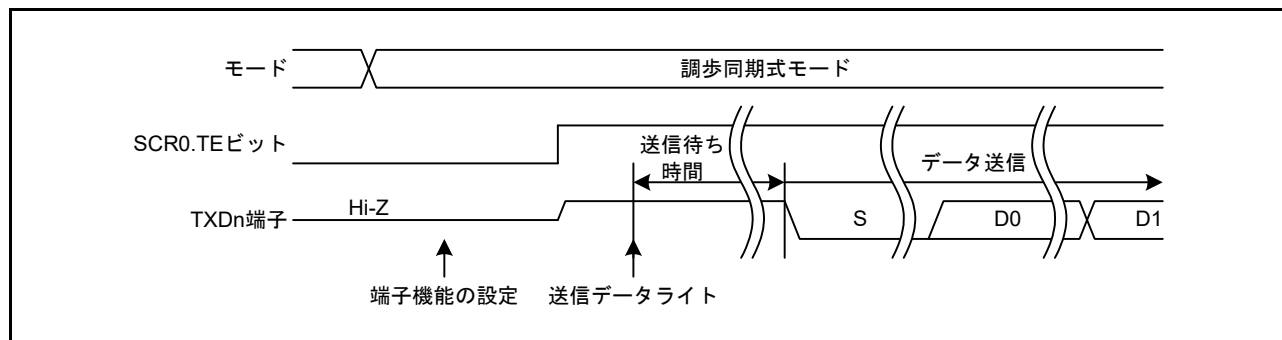 モード
調歩同期式モード
SCR0.TEビット
送信待ち
時間
データ送信
TXDn端子
Hi-Z
S
D0
D1
端子機能の設定
送信データライト